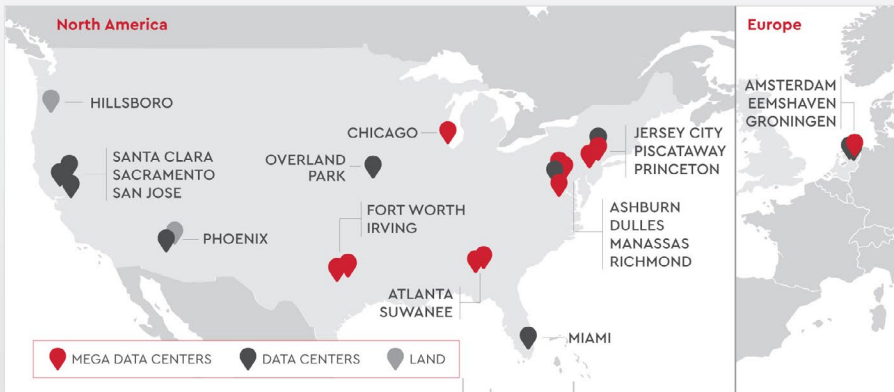 North America
Europe
HILLSBORO
SANTA CLARA
SACRAMENTO
SAN JOSE
PHOENIX
OVERLAND
PARK
CHICAGO
FORT WORTH
IRVING
ATLANTA
SUWANEE
MIAMI
JERSEY CITY
PISCATAWAY
PRINCETON
ASHBURN
DULLES
MANASSAS
RICHMOND
AMSTERDAM
EEMSHAVEN
GRONINGEN
MEGA DATA CENTERS
DATA CENTERS
LAND